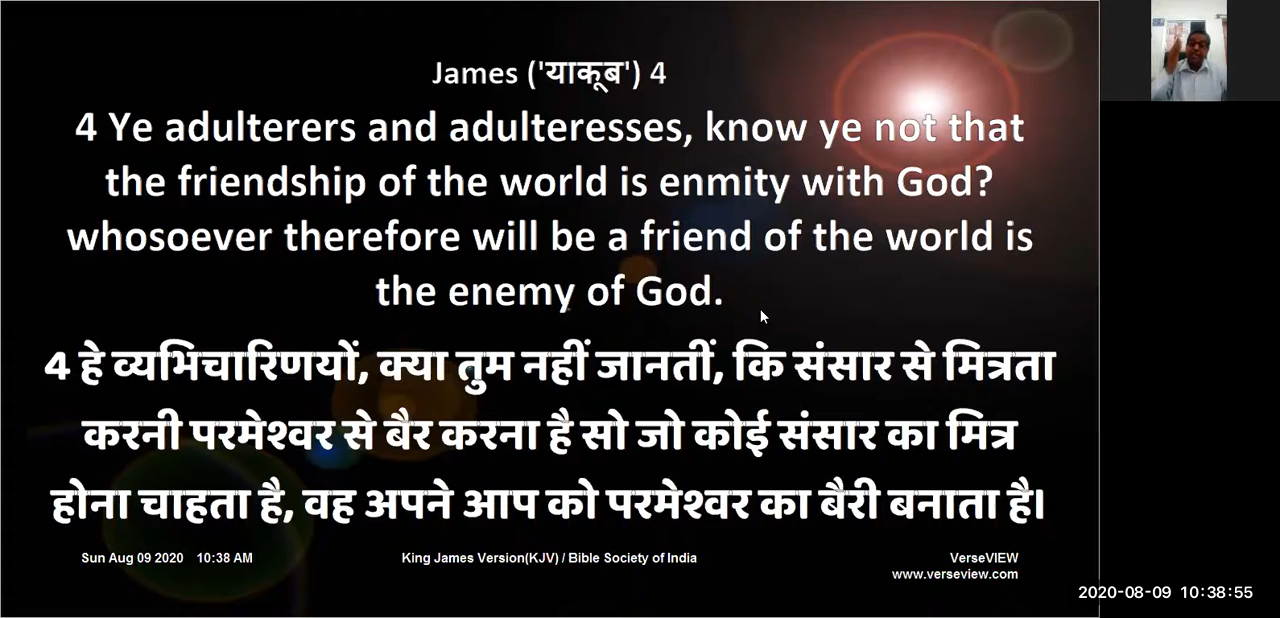 James ('याकूब') 4
4 Ye adulterers and adulteresses, know ye not that
the friendship of the world is enmity with God?
whosoever therefore will be a friend of the world is
the enemy of God.
4 हे व्यभिचारिणयों, क्या तुम नहीं जानतीं, कि संसार से मित्रता
करनी परमेश्वर से बैर करना है सो जो कोई संसार का मित्र
होना चाहता है, वह अपने आप को परमेश्वर का बैरी बनाता है।
Sun Aug 09 2020 10:38 AM
King James Version(KJV) / Bible Society of India
VerseVIEW
www.verseview.com
2020-08-09 10:38:55